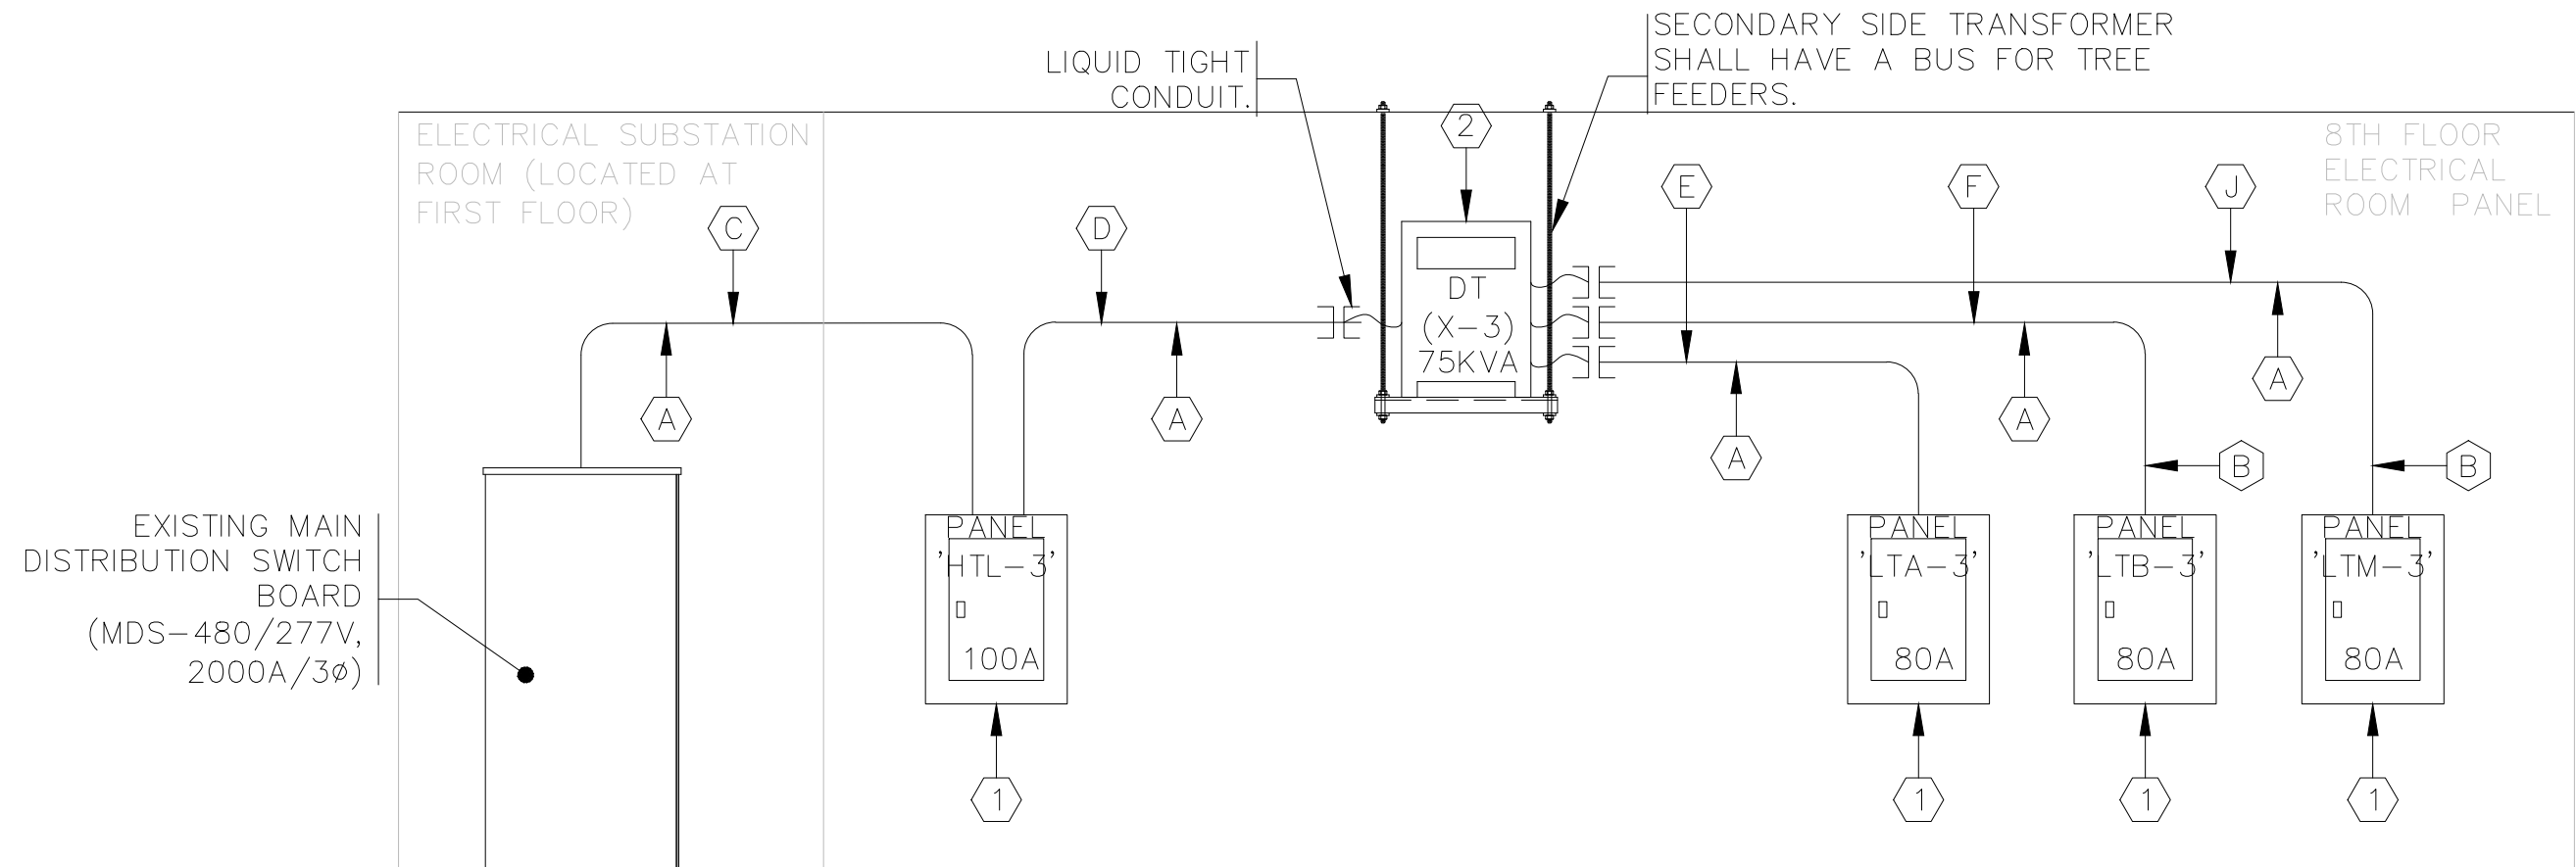 SECONDARY SIDE TRANSFORMER
SHALL HAVE A BUS FOR TREE
FEEDERS.
LIQUID TIGHT
CONDUIT.
ELECTRICAL SUBSTATION
ROOM (LOCATED AT
FIRST FLOOR)
8TH FLOOR
ELECTRICAL
ROOM PANEL
2
C
D
E
F
J
DT
(X-3)
75KVA
A
A
A
A
A
B
B
EXISTING MAIN
DISTRIBUTION SWITCH
BOARD
(MDS-480/277V,
2000A/3ø)
PANEL
'HTL-3'
100A
PANEL
'LTA-3'
80A
PANEL
'LTB-3'
80A
PANEL
'LTM-3'
80A
1
1
1
1